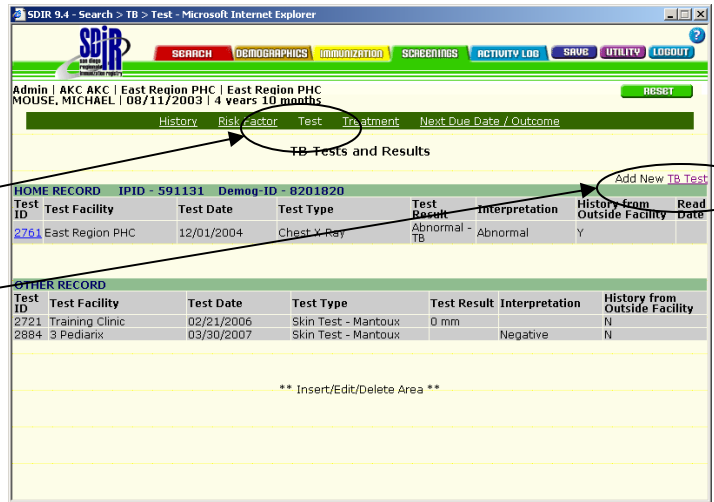 SDIR 9.4 - Search > TB > Test - Microsoft Internet Explorer
SDiR
san diego
regional
immunization registry
SEARCH DEMOGRAPHICS IMMUNIZATION SCREENINGS ACTIVITY LOG SAVE UTILITY LOGOUT ?
Admin | AKC AKC | East Region PHC | East Region PHC
MOUSE, MICHAEL | 08/11/2003 | 4 years 10 months
RESET
History Risk Factor Test Treatment Next Due Date / Outcome
TB Tests and Results
Add New TB Test
HOME RECORD IPID - 591131 Demog-ID - 8201820
Test ID Test Facility Test Date Test Type Test Result Interpretation History from Outside Facility Read Date
2761 East Region PHC 12/01/2004 Chest X-Ray Abnormal - TB Abnormal Y
OTHER RECORD
Test ID Test Facility Test Date Test Type Test Result Interpretation History from Outside Facility
2721 Training Clinic 02/21/2006 Skin Test - Mantoux 0 mm N
2884 3 Pediarix 03/30/2007 Skin Test - Mantoux Negative N
** Insert/Edit/Delete Area **